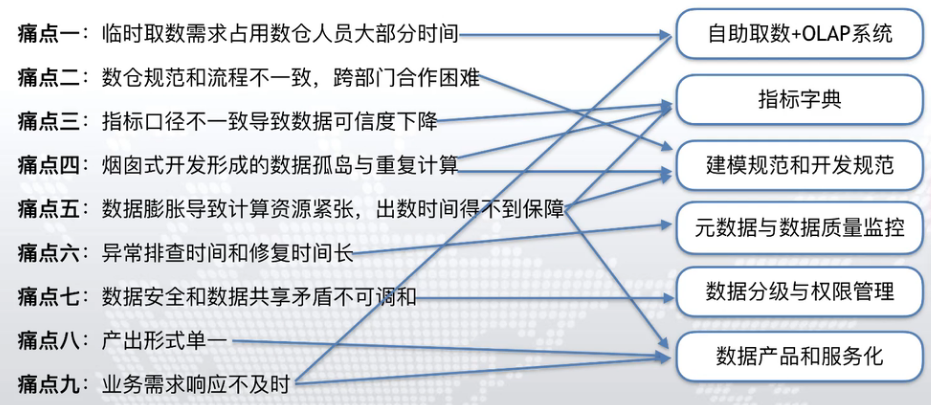 痛点一：临时取数需求占用数仓人员大部分时间
自助取数+OLAP系统
痛点二：数仓规范和流程不一致，跨部门合作困难
指标字典
痛点三：指标口径不一致导致数据可信度下降
痛点四：烟囱式开发形成的数据孤岛与重复计算
建模规范和开发规范
痛点五：数据膨胀导致计算资源紧张，出数时间得不到保障
元数据与数据质量监控
痛点六：异常排查时间和修复时间长
痛点七：数据安全和数据共享矛盾不可调和
数据分级与权限管理
痛点八：产出形式单一
数据产品和服务化
痛点九：业务需求响应不及时